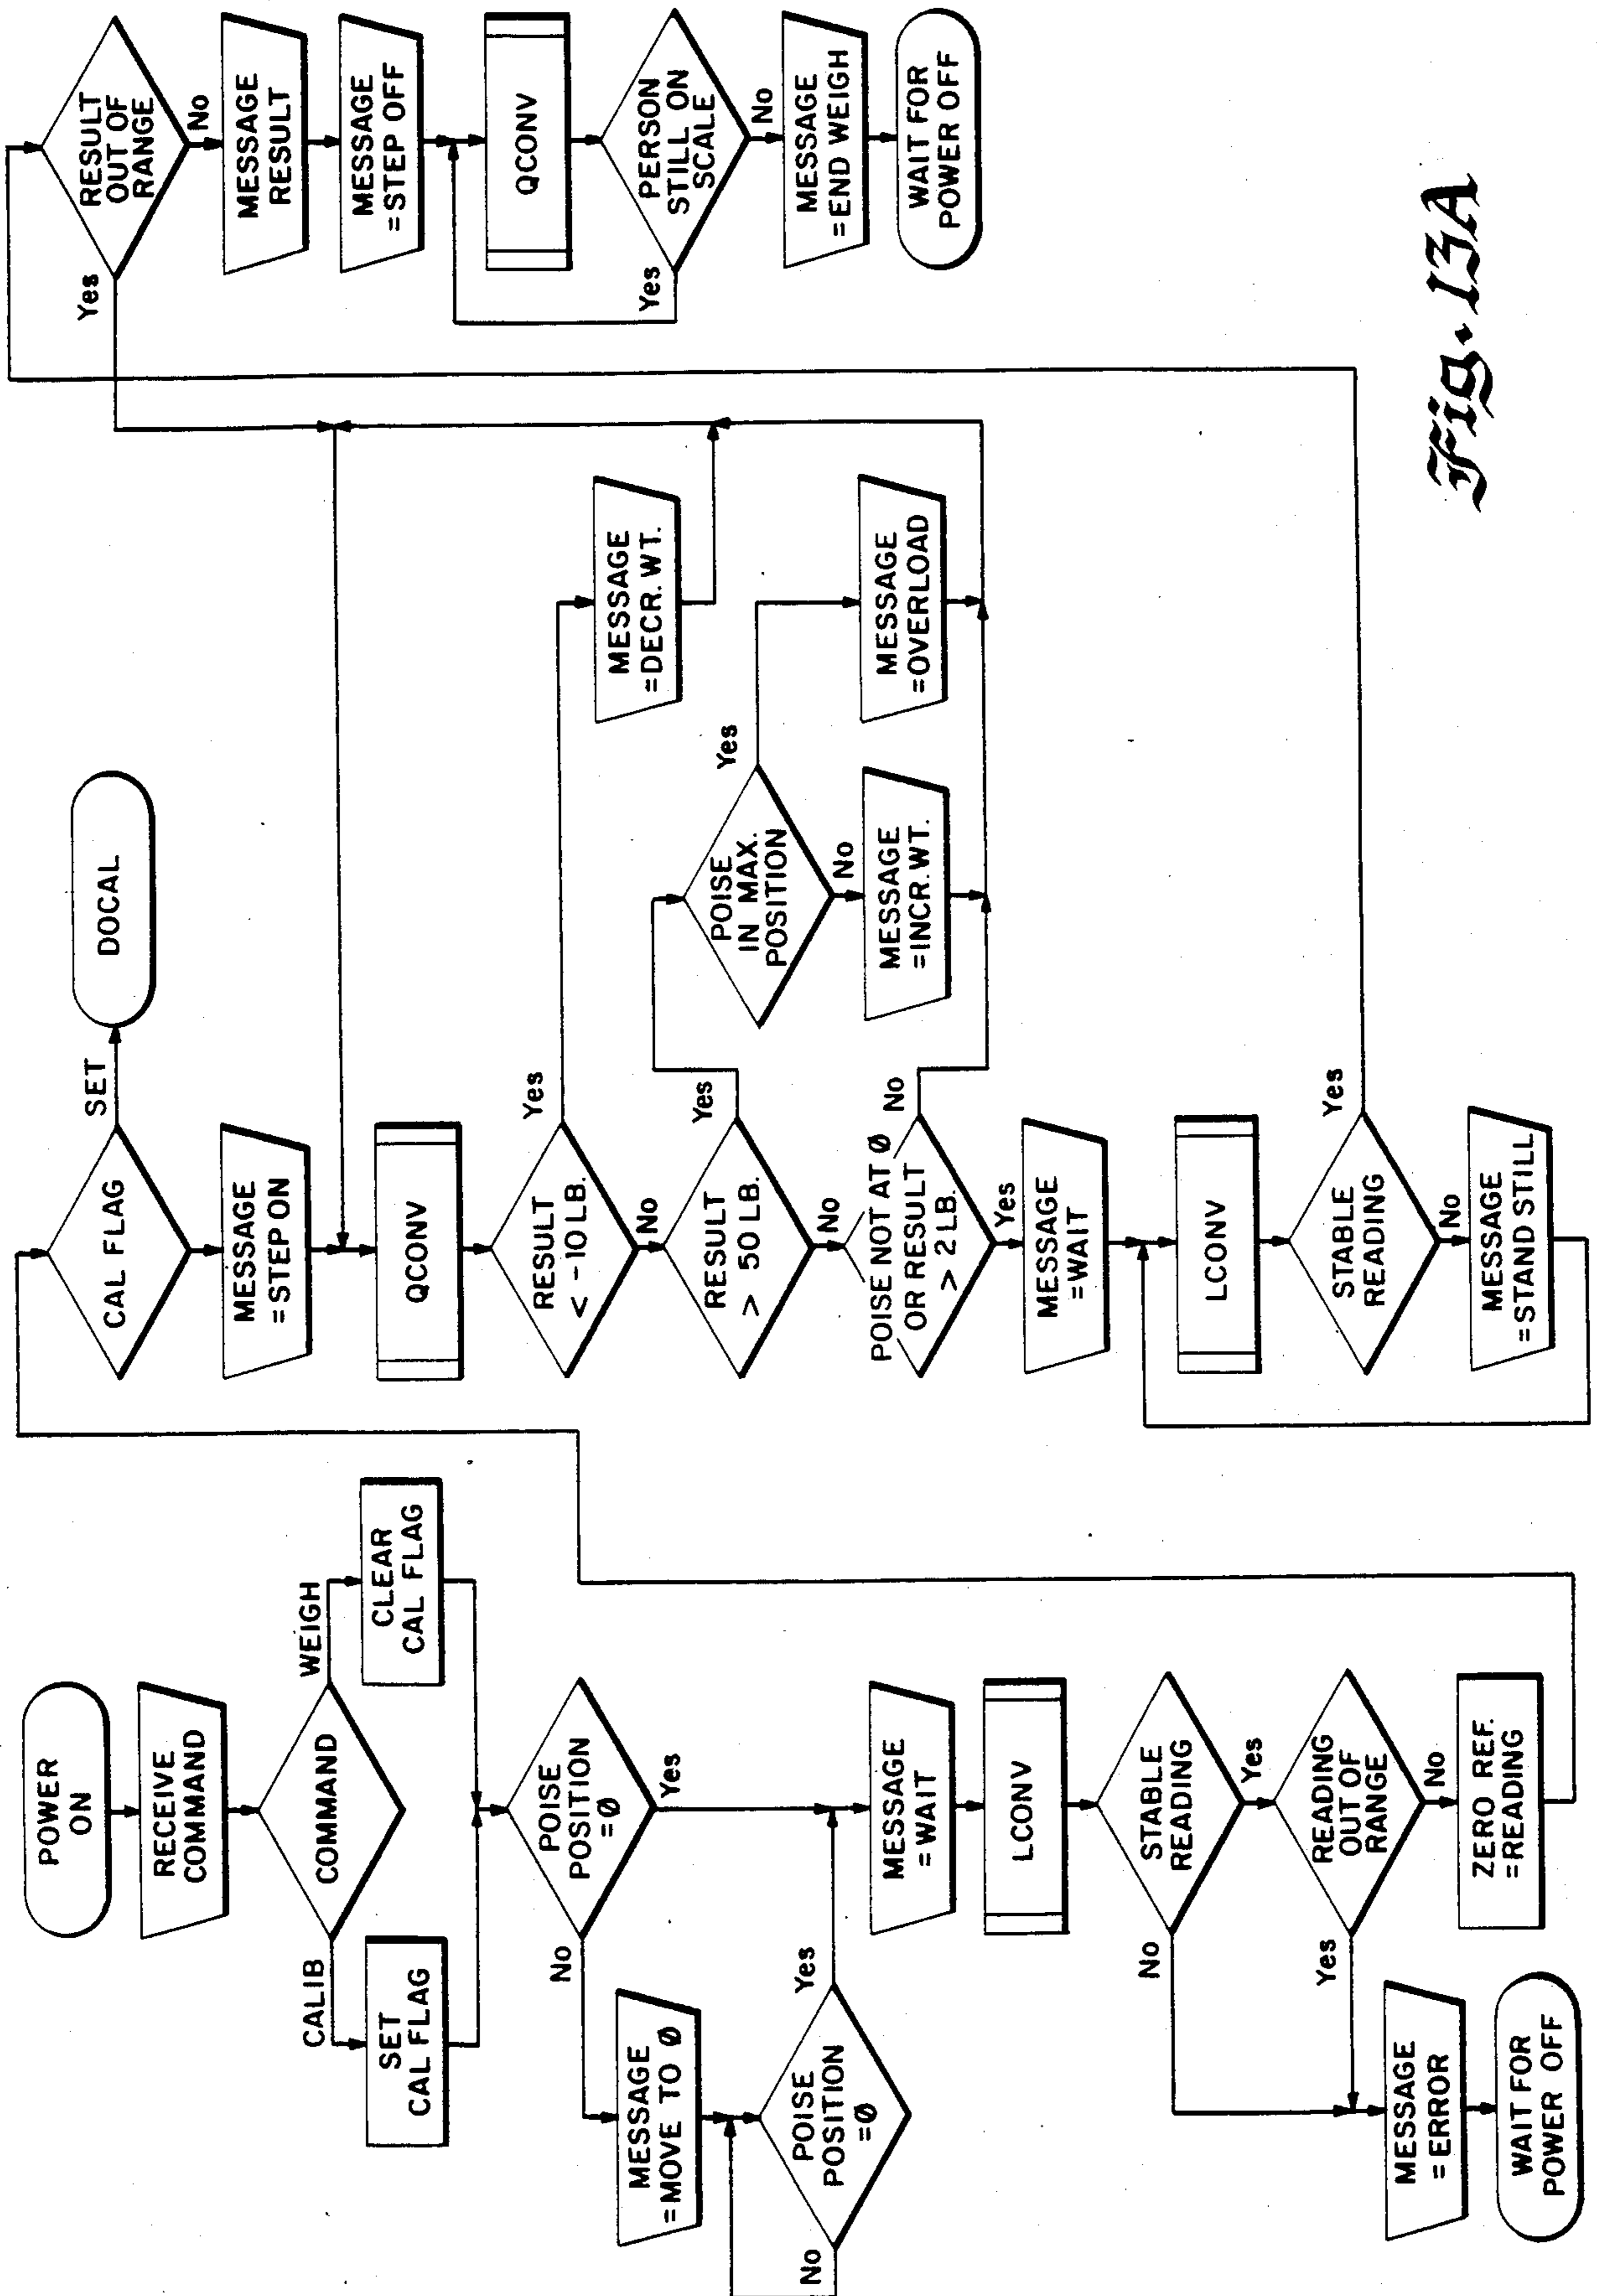 POWER
ON
RECEIVE
COMMAND
COMMAND
CALIB
WEIGH
SET
CAL FLAG
CLEAR
CAL FLAG
POISE
POSITION
=Ø
No
Yes
MESSAGE
=MOVE TO Ø
POISE
POSITION
=Ø
No
Yes
MESSAGE
=WAIT
LCONV
STABLE
READING
No
Yes
READING
OUT OF
RANGE
Yes
No
MESSAGE
=ERROR
WAIT FOR
POWER OFF
ZERO REF.
=READING
CAL FLAG
SET
DOCAL
MESSAGE
=STEP ON
QCONV
RESULT
< -10 LB.
Yes
No
MESSAGE
=DECR.WT.
RESULT
> 50 LB.
Yes
No
POISE
IN MAX.
POSITION
Yes
No
MESSAGE
=INCR.WT.
MESSAGE
=OVERLOAD
POISE NOT AT Ø
OR RESULT
> 2 LB.
No
Yes
MESSAGE
=WAIT
LCONV
STABLE
READING
Yes
No
MESSAGE
=STAND STILL
RESULT
OUT OF
RANGE
Yes
No
MESSAGE
RESULT
MESSAGE
=STEP OFF
QCONV
PERSON
STILL ON
SCALE
Yes
No
MESSAGE
=END WEIGH
WAIT FOR
POWER OFF
Fig. 13A